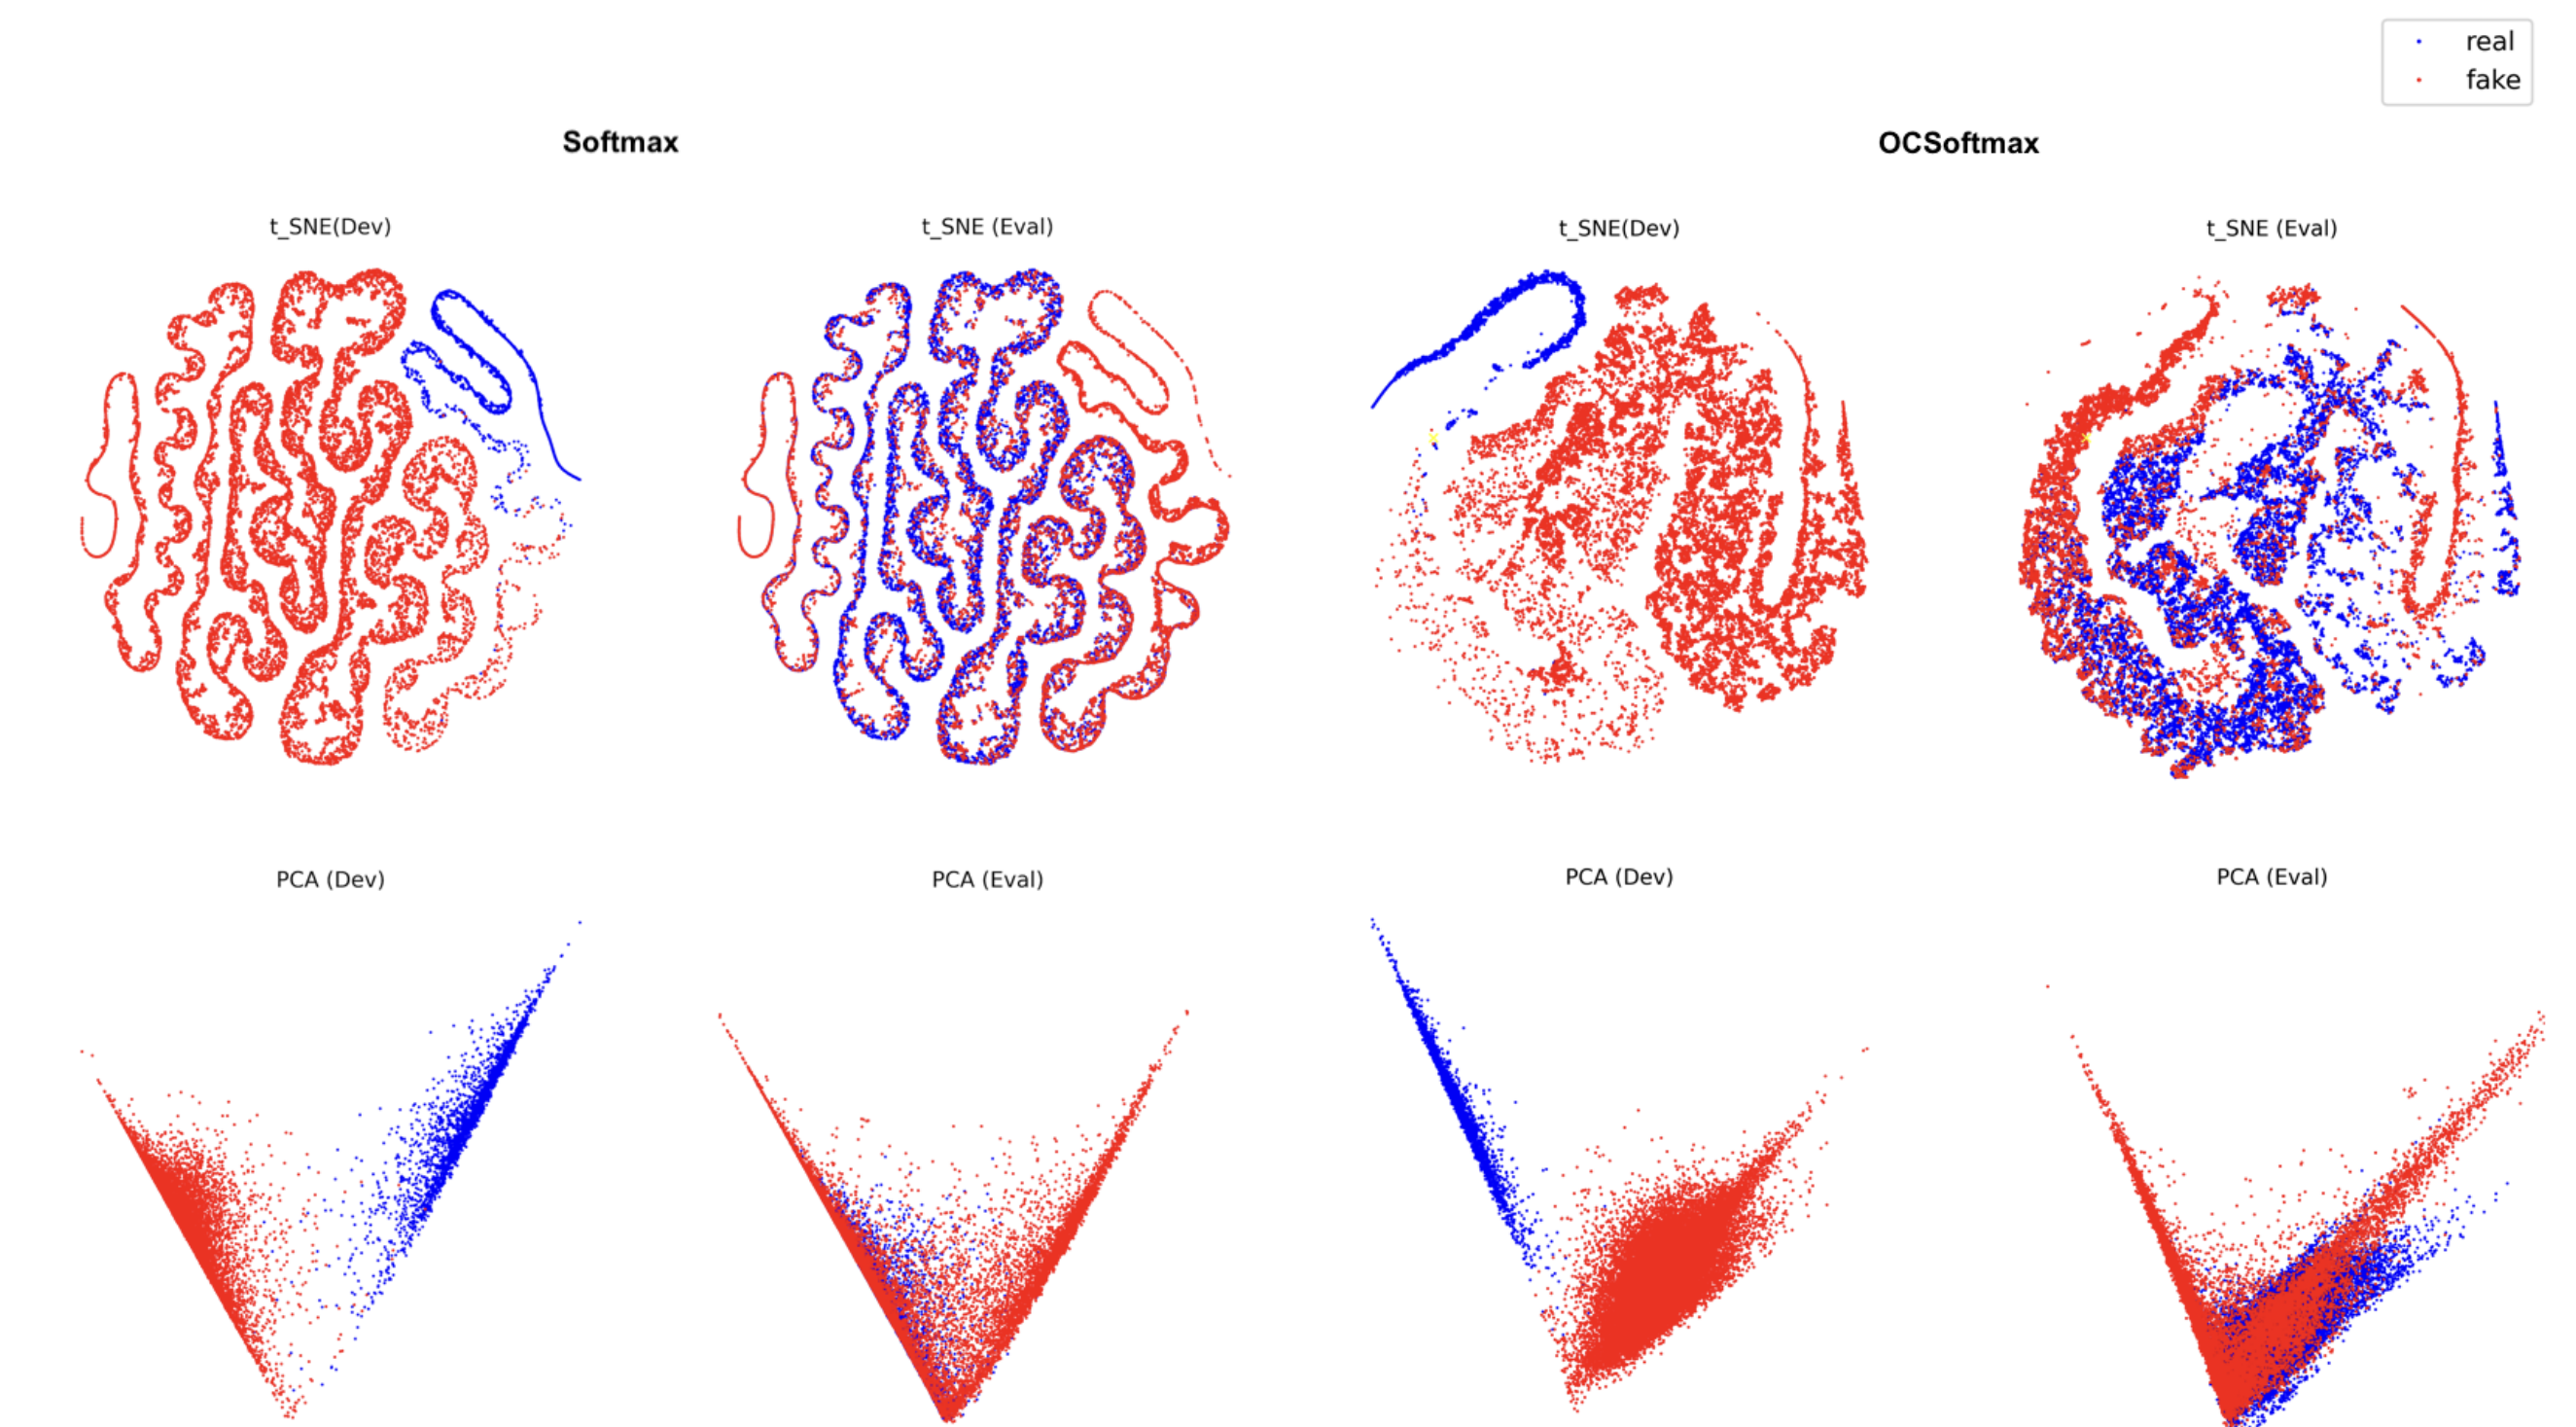 real
fake
Softmax
OCSoftmax
t_SNE(Dev)
t_SNE (Eval)
t_SNE(Dev)
t_SNE (Eval)
PCA (Dev)
PCA (Eval)
PCA (Dev)
PCA (Eval)